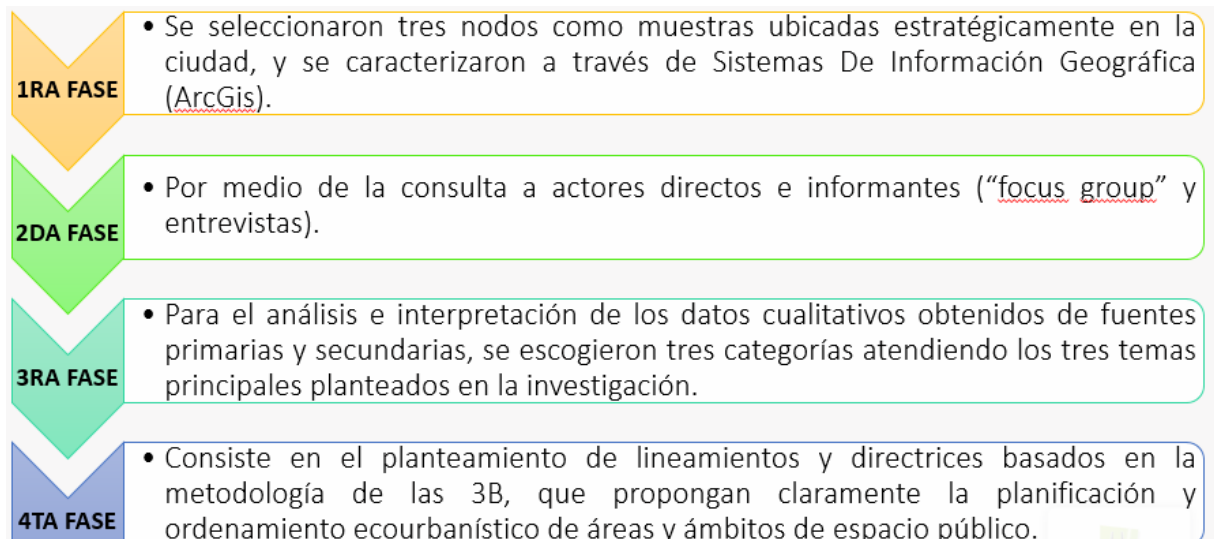 • Se seleccionaron tres nodos como muestras ubicadas estratégicamente en la
ciudad, y se caracterizaron a través de Sistemas De Información Geográfica
1RA FASE
(ArcGis).
• Por medio de la consulta a actores directos e informantes (“focus group” y
2DA FASE
entrevistas).
• Para el análisis e interpretación de los datos cualitativos obtenidos de fuentes
primarias y secundarias, se escogieron tres categorías atendiendo los tres temas
3RA FASE
principales planteados en la investigación.
• Consiste en el planteamiento de lineamientos y directrices basados en la
metodología de las 3B, que propongan claramente la planificación y
4TA FASE
ordenamiento ecourbanístico de áreas y ámbitos de espacio público.